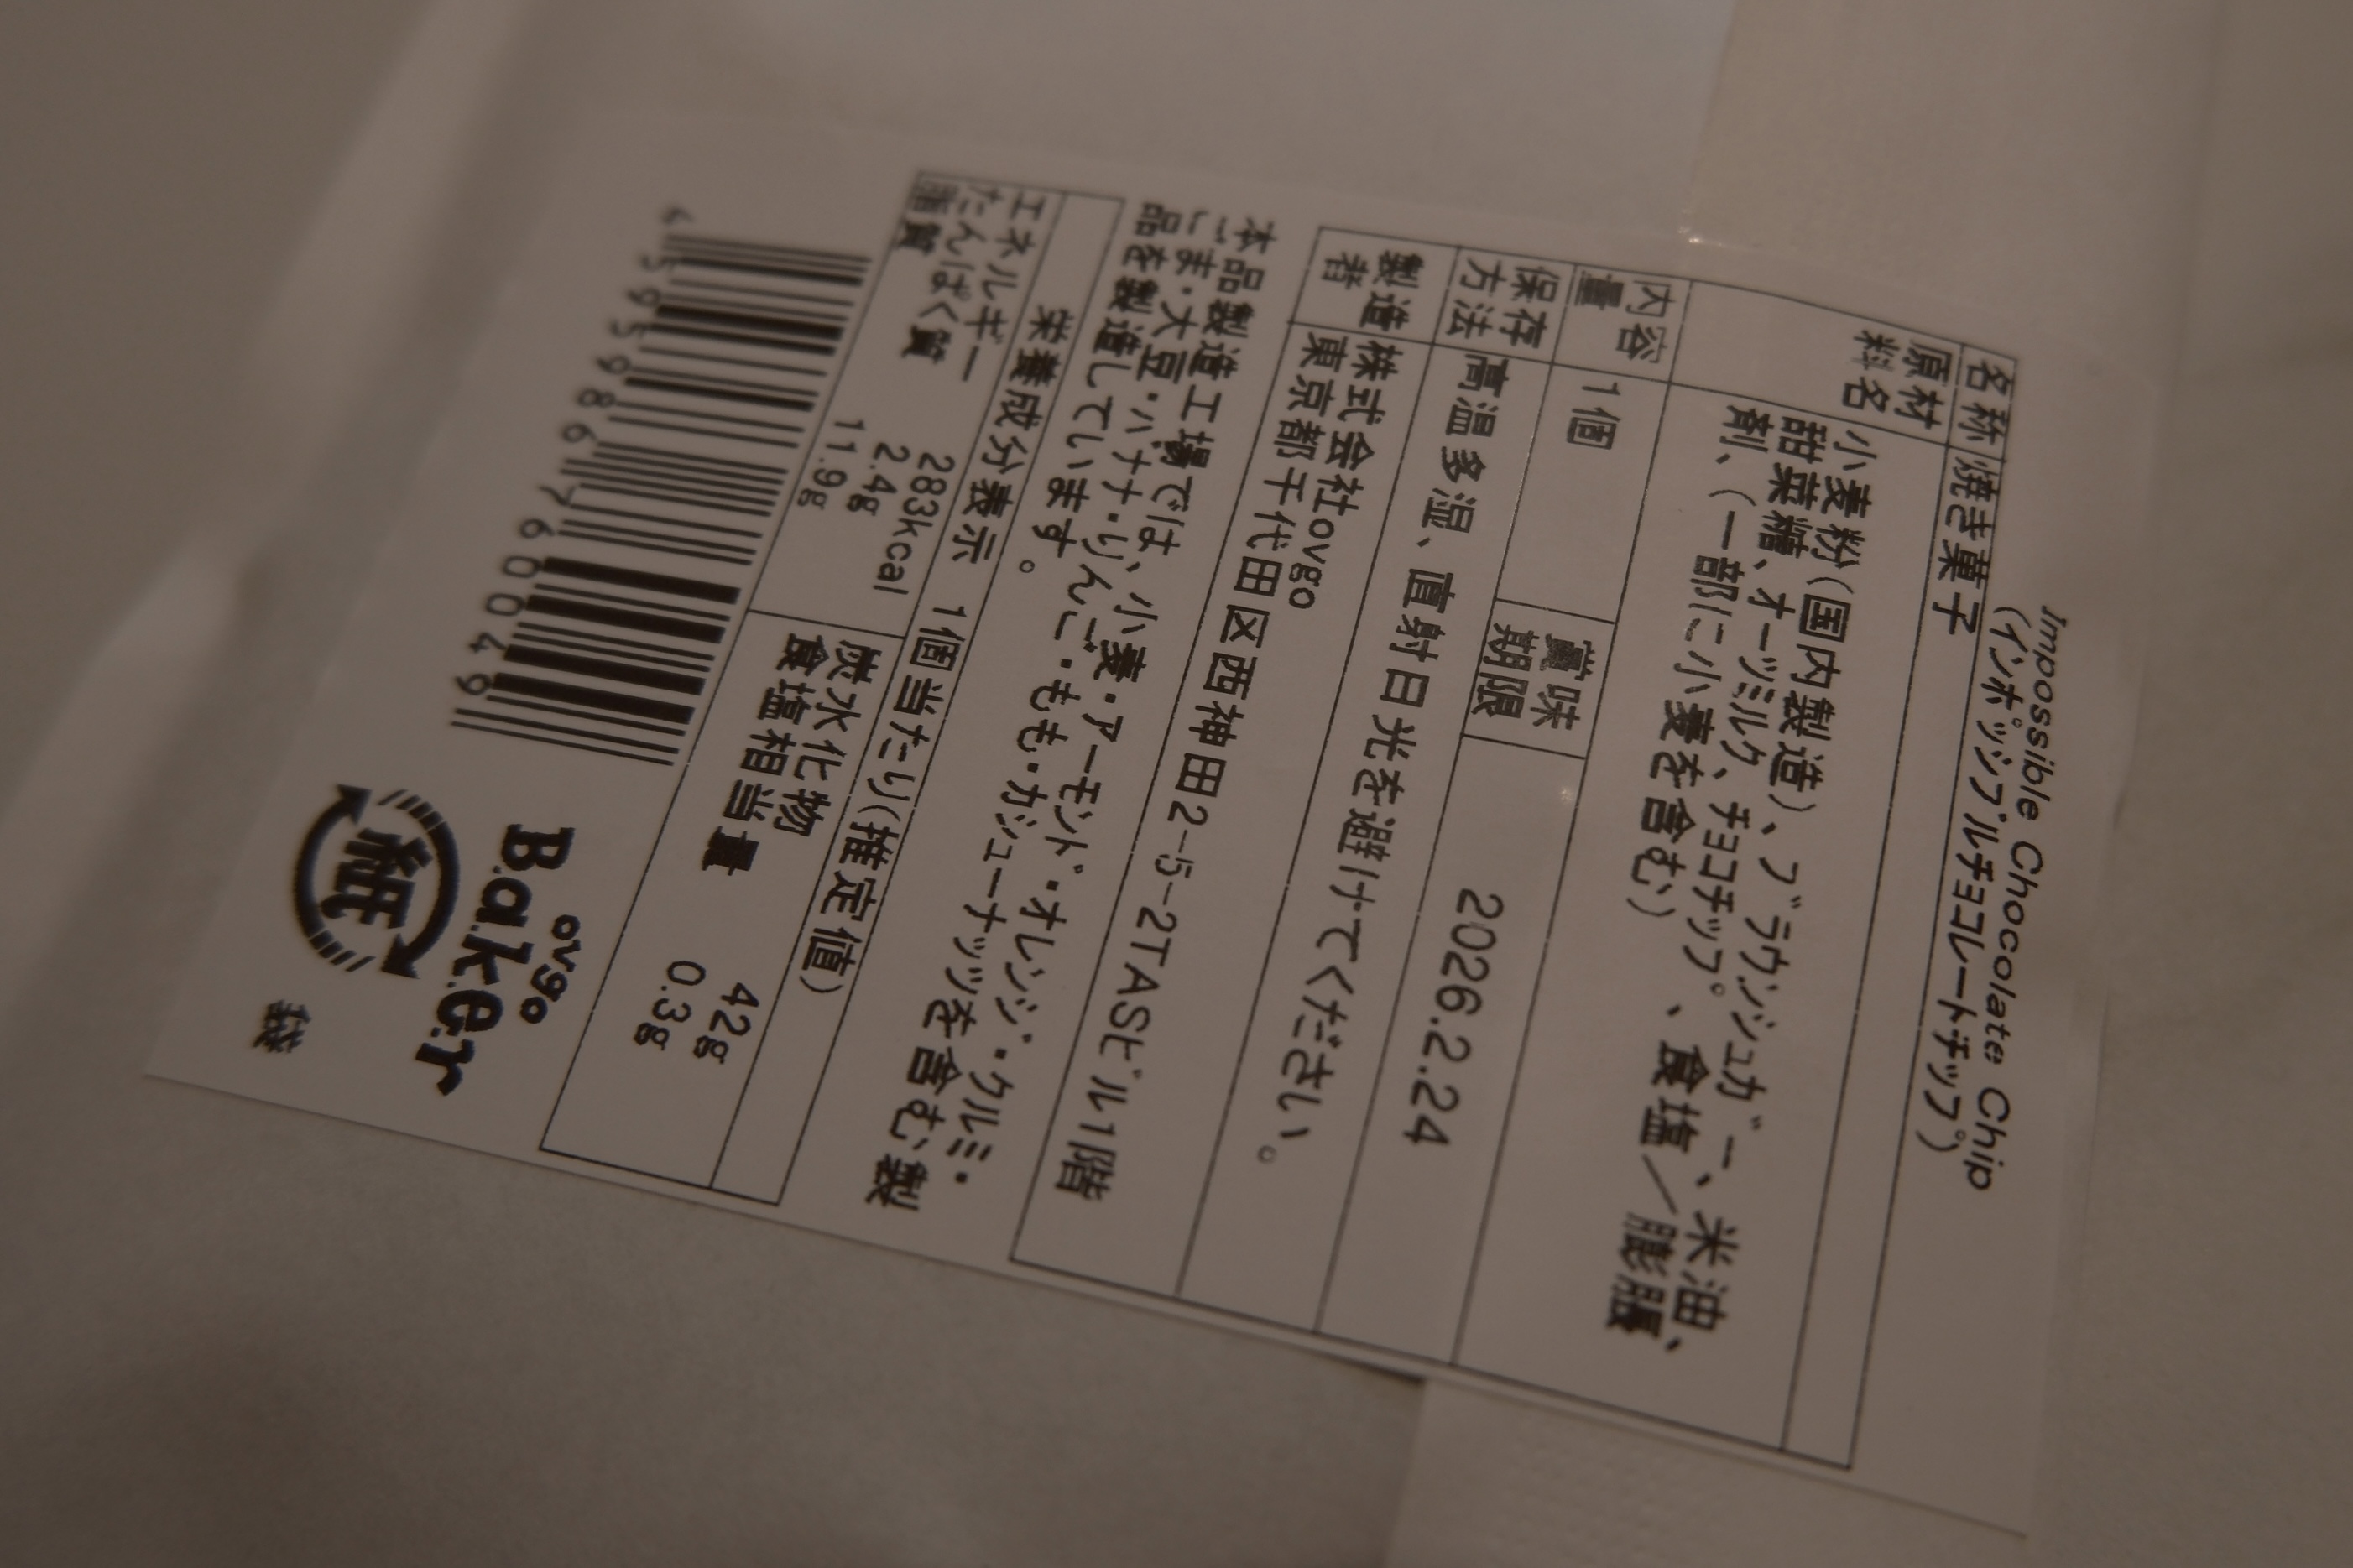 Impossible Chocolate Chip
(インポッシブルチョコレートチップ)
名称 焼き菓子
原材料名 小麦粉(国内製造)、ブラウンシュガー、米油、
甜菜糖、オーツミルク、チョコチップ、食塩/膨脹
剤、(一部に小麦を含む)
内容量 1個 賞味期限 2026.2.24
保存方法 高温多湿、直射日光を避けてください。
製造者 株式会社ovgo
東京都千代田区西神田2-5-2TASビル1階
本品製造工場では、小麦・アーモンド・オレンジ・クルミ・
ごま・大豆・バナナ・りんご・もも・カシューナッツを含む製
品を製造しています。
栄養成分表示 1個当たり(推定値)
エネルギー 283kcal 炭水化物 42g
たんぱく質 2.4g 食塩相当量 0.3g
脂質 11.9g
4595986760049
ovgo
B.a.k.e.r
紙
袋